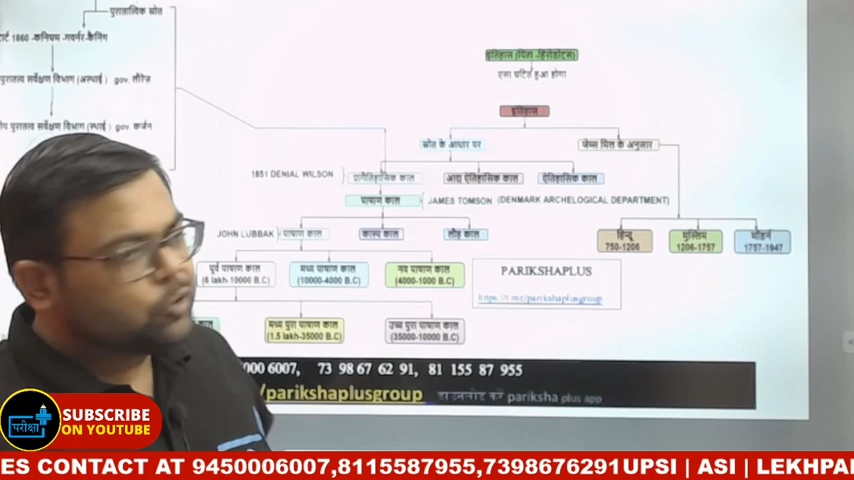 पुरातात्विक स्रोत
1860 -कनिंघम -गवर्नर-कैनिंग
पुरातत्व सर्वेक्षण विभाग (अस्थाई) gov. लौरेंज
पुरातत्व सर्वेक्षण विभाग (स्थाई) gov. कर्जन
इतिहास (पिता -हिरोडोट्स)
एसा घटित हुआ होगा
इतिहास
स्रोत के आधार पर
जेम्स मिल के अनुसार
1851 DENIAL WILSON
प्रागैतिहासिक काल
आद्य ऐतिहासिक काल
ऐतिहासिक काल
पाषाण काल
JAMES TOMSON (DENMARK ARCHELOGICAL DEPARTMENT)
JOHN LUBBAK
पाषाण काल
कास्य काल
लौह काल
हिन्दू
750-1206
मुस्लिम
1206-1757
मॉडर्न
1757-1947
पूर्व पाषाण काल
(6 lakh-10000 B.C)
मध्य पाषाण काल
(10000-4000 B.C)
नव पाषाण काल
(4000-1000 B.C)
PARIKSHAPLUS
https://t.me/parikshaplusgroup
मध्य पुरा पाषाण काल
(1.5 lakh-35000 B.C)
उच्च पुरा पाषाण काल
(35000-10000 B.C)
000 6007, 73 98 67 62 91, 81 155 87 955
/parikshaplusgroup डाउनलोड करें pariksha plus app
परीक्षा
SUBSCRIBE
ON YOUTUBE
ES CONTACT AT 9450006007,8115587955,7398676291UPSI | ASI | LEKHPA